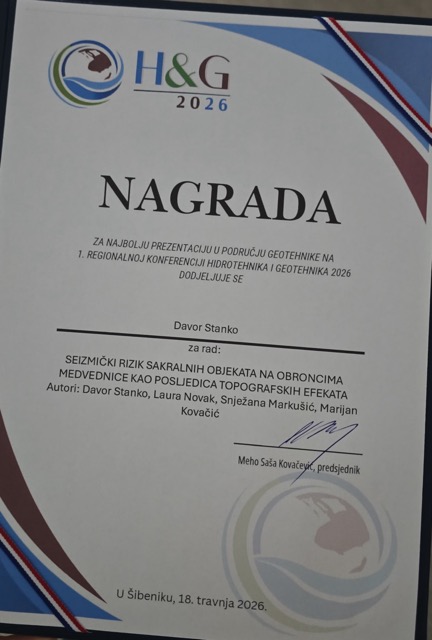 H&G
2026
NAGRADA
ZA NAJBOLJU PREZENTACIJU U PODRUČJU GEOTEHNIKE NA
1. REGIONALNOJ KONFERENCIJI HIDROTEHNIKA I GEOTEHNIKA 2026
DODJELJUJE SE
Davor Stanko
za rad:
SEIZMIČKI RIZIK SAKRALNIH OBJEKATA NA OBRONCIMA
MEDVEDNICE KAO POSLJEDICA TOPOGRAFSKIH EFEKATA
Autori: Davor Stanko, Laura Novak, Snježana Markušić, Marijan
Kovačić
Meho Saša Kovačević, predsjednik
U Šibeniku, 18. travnja 2026.